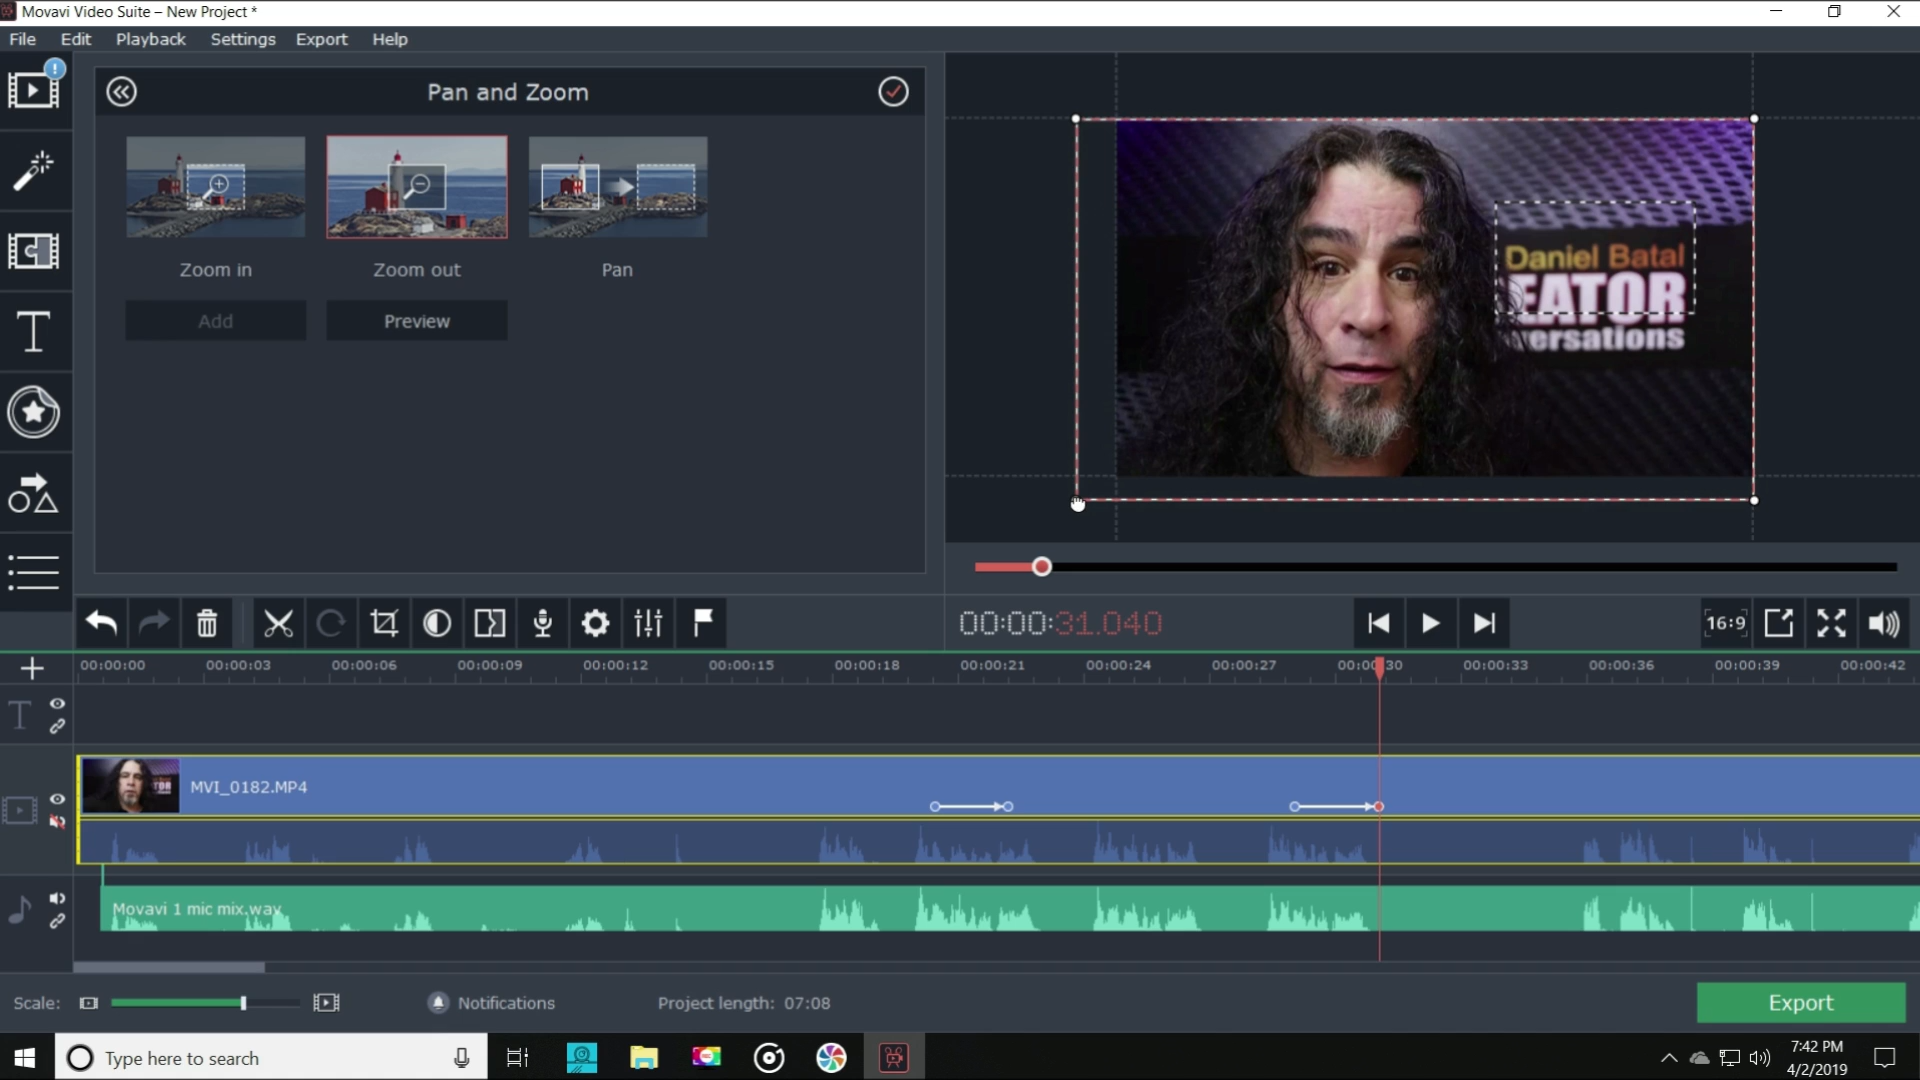 Movavi Video Suite – New Project *
File Edit Playback Settings Export Help
Pan and Zoom
Zoom in Zoom out Pan
Add Preview
Daniel Batal
EATOR
ersations
00:00:31.040
16:9
00:00:00 00:00:03 00:00:06 00:00:09 00:00:12 00:00:15 00:00:18 00:00:21 00:00:24 00:00:27 00:00:30 00:00:33 00:00:36 00:00:39 00:00:42
T
MVI_0182.MP4
Movavi 1 mic mix.wav
Scale: Notifications Project length: 07:08 Export
Type here to search
7:42 PM
4/2/2019